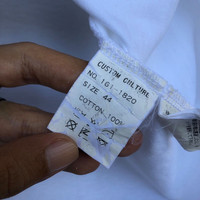 CUSTOM CULTURE
NO. 161-1820
SIZE 44
COTTON 100%